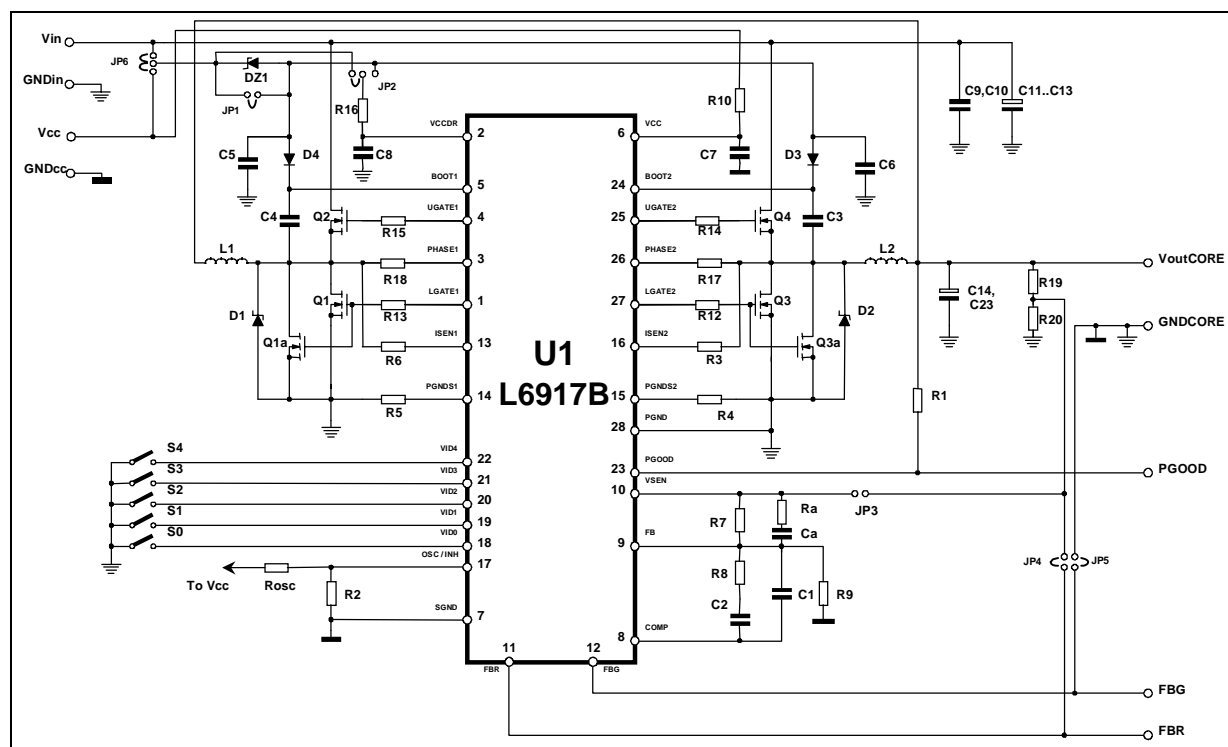 Vin
JP6
GNDin
DZ1
JP1
JP2
R16
R10
C9,C10
C11..C13
Vcc
VCCDR
2
6
VCC
C5
D4
C8
C7
D3
C6
GNDcc
BOOT1
5
24
BOOT2
C4
Q2
UGATE1
4
25
UGATE2
Q4
C3
R15
R14
L1
PHASE1
3
26
PHASE2
L2
VoutCORE
R18
R17
R19
C14,
C23
Q1
LGATE1
1
27
LGATE2
Q3
D1
R13
R12
D2
R20
GNDCORE
Q1a
ISEN1
13
16
ISEN2
Q3a
R6
R3
U1
L6917B
PGNDS1
14
15
PGNDS2
R5
R4
R1
28
PGND
S4
VID4
22
23
PGOOD
PGOOD
S3
VID3
21
10
VSEN
S2
VID2
20
JP3
S1
VID1
19
R7
Ra
Ca
S0
VID0
18
9
FB
OSC / INH
17
To Vcc
Rosc
R2
R8
C1
R9
JP4
JP5
C2
SGND
7
8
COMP
11
12
FBR
FBG
FBG
FBR